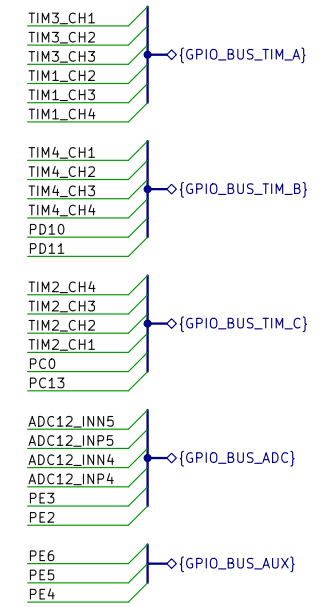 TIM3_CH1
TIM3_CH2
TIM3_CH3
TIM1_CH2
TIM1_CH3
TIM1_CH4
{GPIO_BUS_TIM_A}
TIM4_CH1
TIM4_CH2
TIM4_CH3
TIM4_CH4
PD10
PD11
{GPIO_BUS_TIM_B}
TIM2_CH4
TIM2_CH3
TIM2_CH2
TIM2_CH1
PC0
PC13
{GPIO_BUS_TIM_C}
ADC12_INN5
ADC12_INP5
ADC12_INN4
ADC12_INP4
PE3
PE2
{GPIO_BUS_ADC}
PE6
PE5
PE4
{GPIO_BUS_AUX}